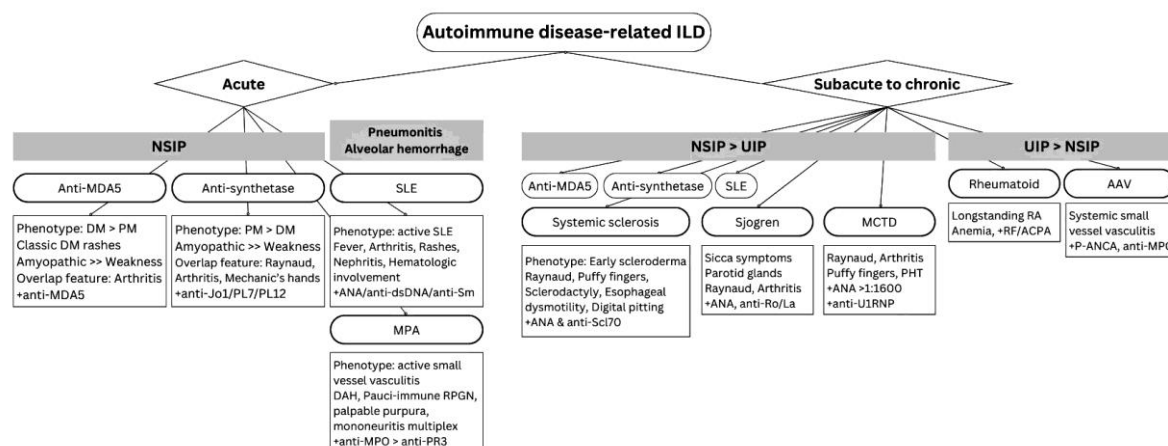 Autoimmune disease-related ILD
Acute
Subacute to chronic
NSIP
Pneumonitis
Alveolar hemorrhage
NSIP > UIP
UIP > NSIP
Anti-MDA5
Anti-synthetase
SLE
Phenotype: DM > PM
Classic DM rashes
Amyopathic >> Weakness
Overlap feature: Arthritis
+anti-MDA5
Phenotype: PM > DM
Amyopathic >> Weakness
Overlap feature: Raynaud,
Arthritis, Mechanic's hands
+anti-Jo1/PL7/PL12
Phenotype: active SLE
Fever, Arthritis, Rashes,
Nephritis, Hematologic
involvement
+ANA/anti-dsDNA/anti-Sm
MPA
Phenotype: active small
vessel vasculitis
DAH, Pauci-immune RPGN,
palpable purpura,
mononeuritis multiplex
+anti-MPO > anti-PR3
Anti-MDA5
Anti-synthetase
SLE
Systemic sclerosis
Sjogren
MCTD
Rheumatoid
AAV
Phenotype: Early scleroderma
Raynaud, Puffy fingers,
Sclerodactyly, Esophageal
dysmotility, Digital pitting
+ANA & anti-Scl70
Sicca symptoms
Parotid glands
Raynaud, Arthritis
+ANA, anti-Ro/La
Raynaud, Arthritis
Puffy fingers, PHT
+ANA >1:1600
+anti-U1RNP
Longstanding RA
Anemia, +RF/ACPA
Systemic small
vessel vasculitis
+P-ANCA, anti-MPO